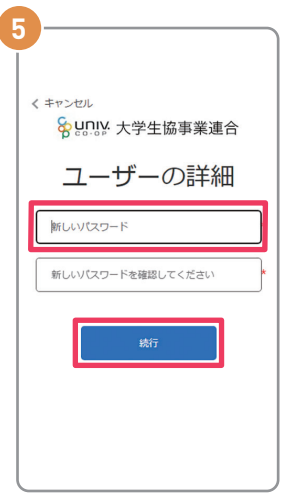 5
< キャンセル
univ. CO-OP 大学生協事業連合
ユーザーの詳細
新しいパスワード
新しいパスワードを確認してください *
続行